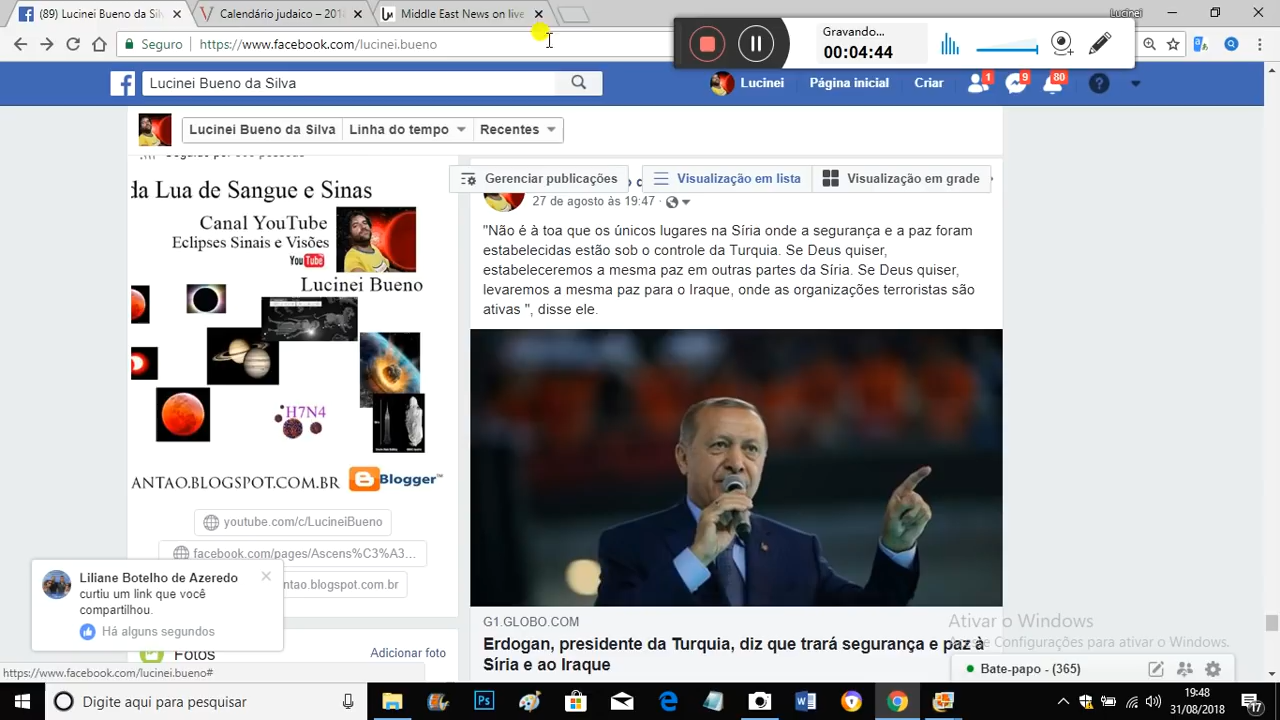 (89) Lucinei Bueno da Silva
Calendário judaico - 2018
Middle East News on live
Lucinei
Seguro
https://www.facebook.com/lucinei.bueno
Gravando...
00:04:44
Lucinei Bueno da Silva
Lucinei
Página inicial
Criar
1
9
80
Lucinei Bueno da Silva
Linha do tempo
Recentes
Gerenciar publicações
Visualização em lista
Visualização em grade
da Lua de Sangue e Sinas
Canal YouTube
Eclipses Sinais e Visões
YouTube
Lucinei Bueno
H7N4
ANTAO.BLOGSPOT.COM.BR
Blogger™
youtube.com/c/LucineiBueno
facebook.com/pages/Ascens%C3%A3...
ntao.blogspot.com.br
Liliane Botelho de Azeredo
curtiu um link que você
compartilhou.
Há alguns segundos
Fotos
Adicionar foto
https://www.facebook.com/lucinei.bueno#
27 de agosto às 19:47
"Não é à toa que os únicos lugares na Síria onde a segurança e a paz foram
estabelecidas estão sob o controle da Turquia. Se Deus quiser,
estabeleceremos a mesma paz em outras partes da Síria. Se Deus quiser,
levaremos a mesma paz para o Iraque, onde as organizações terroristas são
ativas ", disse ele.
G1.GLOBO.COM
Erdogan, presidente da Turquia, diz que trará segurança e paz à
Síria e ao Iraque
Ativar o Windows
Configurações para ativar o Windows.
Bate-papo - (365)
Digite aqui para pesquisar
19:48
31/08/2018
17